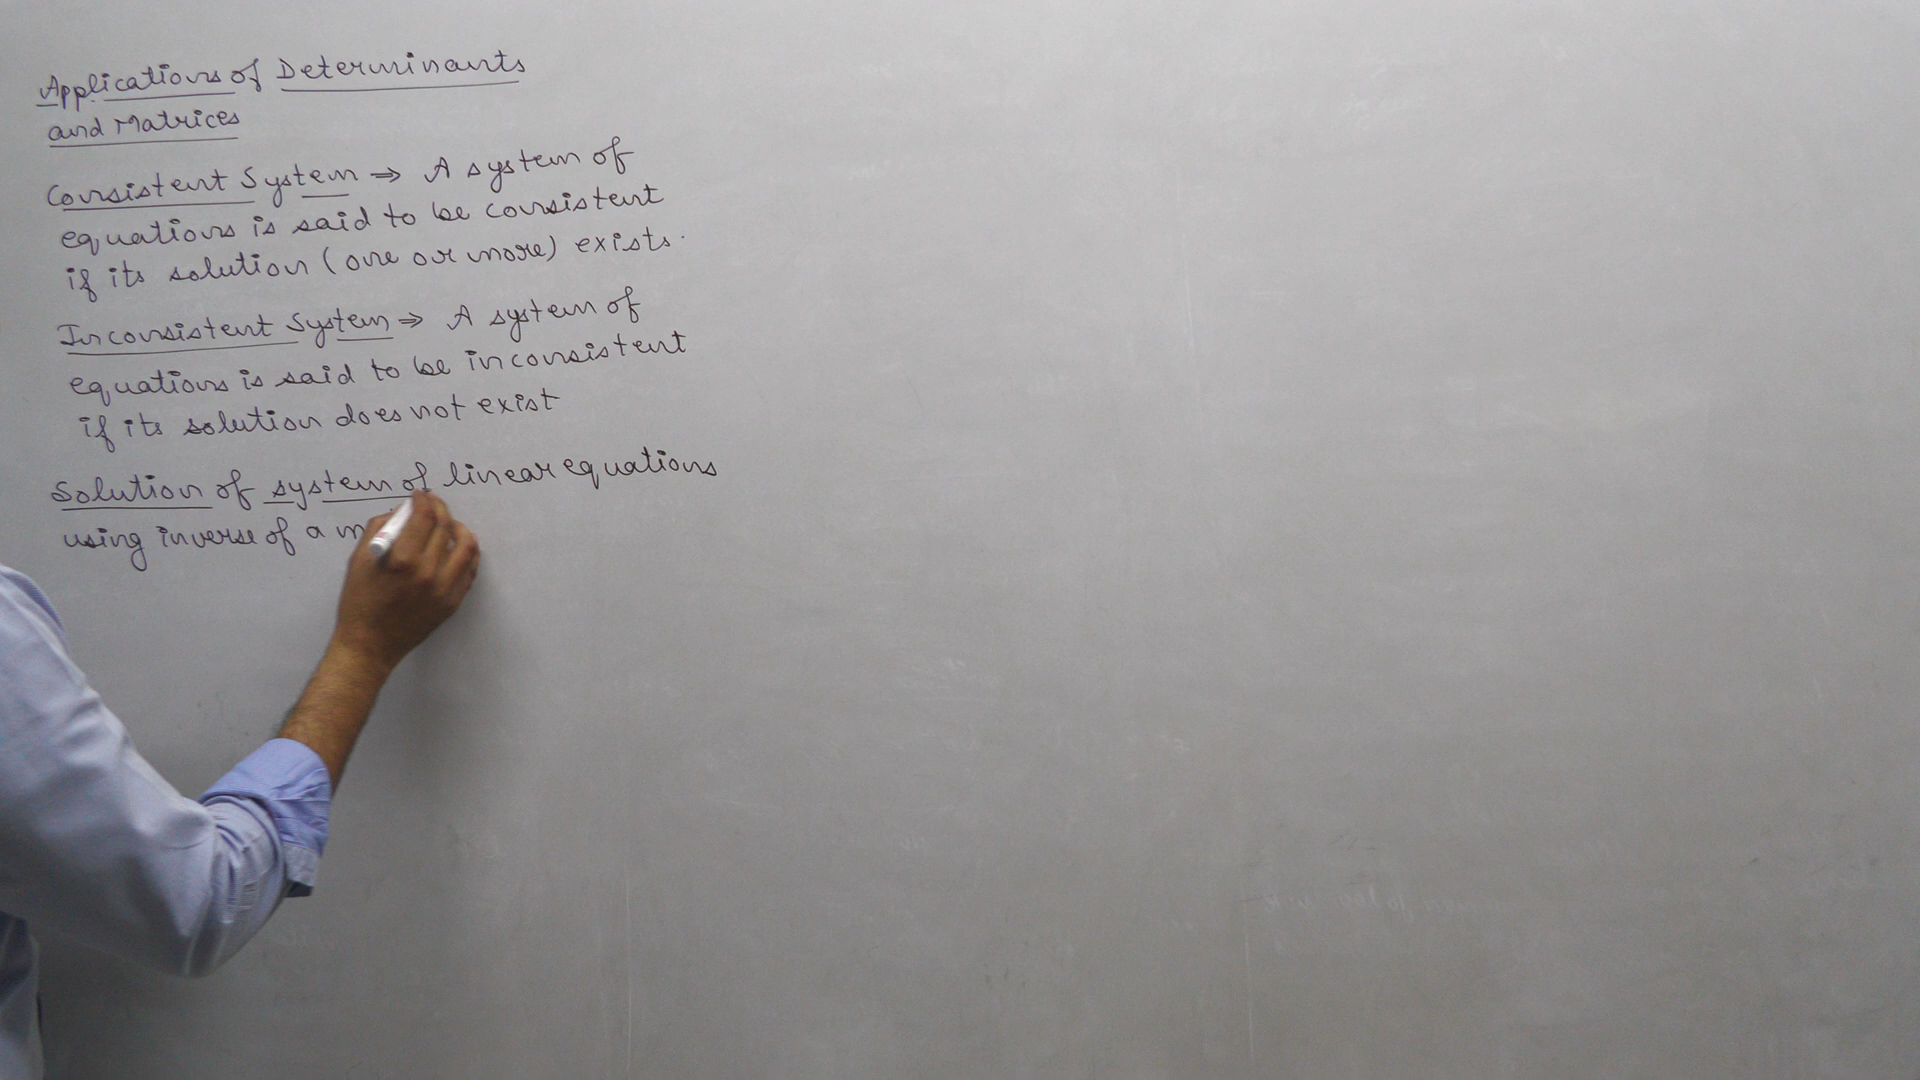 Applications of Determinants
and Matrices
Consistent System ⇒ A system of
equations is said to be consistent
if its solution (one or more) exists.
Inconsistent System ⇒ A system of
equations is said to be inconsistent
if its solution does not exist
Solution of system of linear equations
using inverse of a